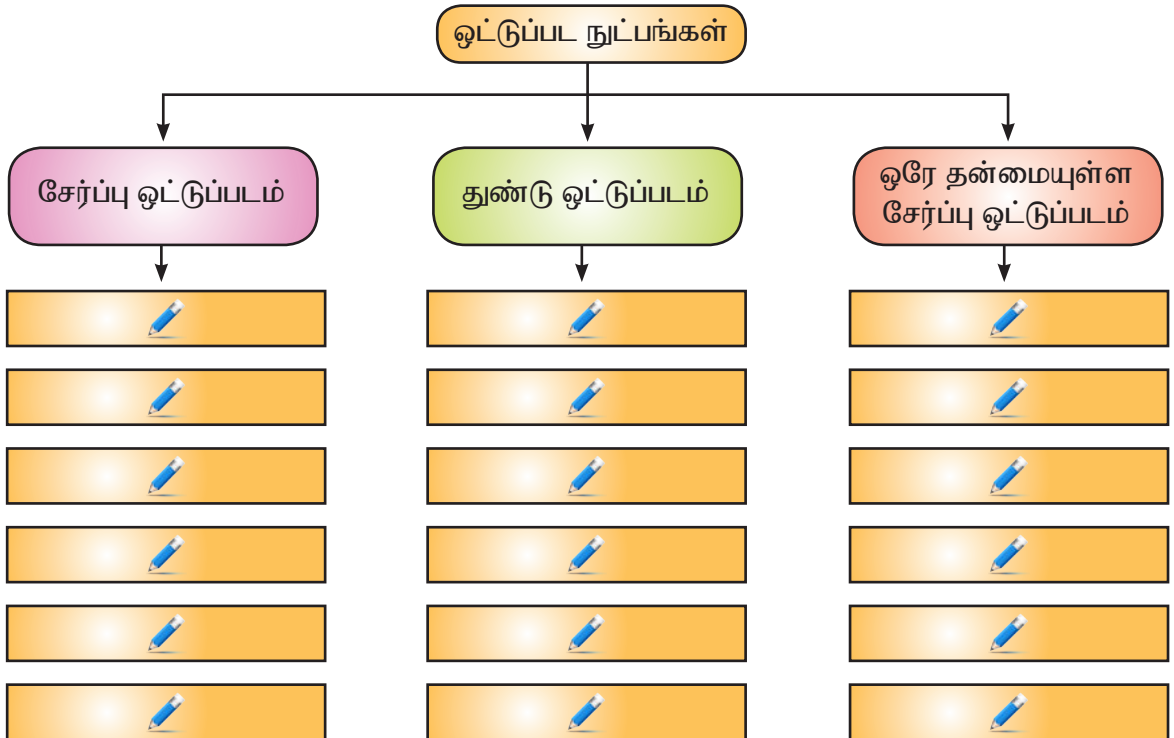 ஒட்டுப்பட நுட்பங்கள்
சேர்ப்பு ஒட்டுப்படம்
துண்டு ஒட்டுப்படம்
ஒரே தன்மையுள்ள
சேர்ப்பு ஒட்டுப்படம்